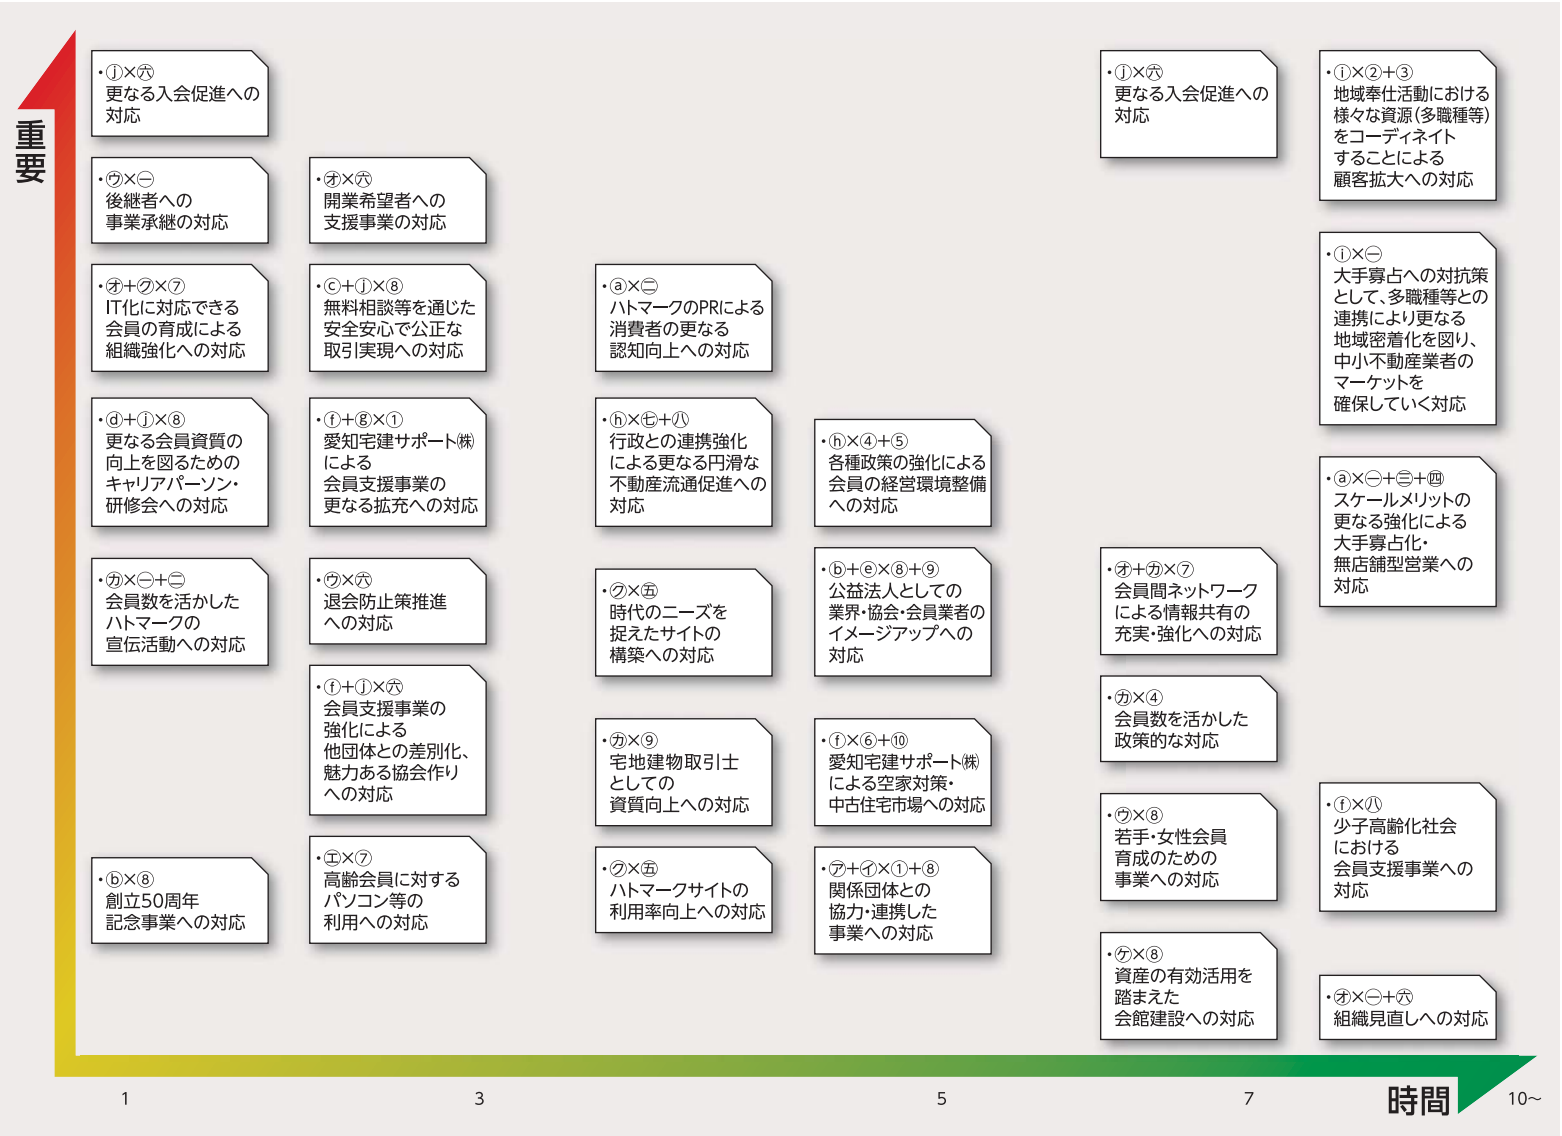 重要
・ⓙ×㊅
更なる入会促進への
対応
・㋒×㊀
後継者への
事業承継の対応
・㋔+㋗×⑦
IT化に対応できる
会員の育成による
組織強化への対応
・ⓓ+ⓙ×⑧
更なる会員資質の
向上を図るための
キャリアパーソン・
研修会への対応
・㋕×㊀+㊁
会員数を活かした
ハトマークの
宣伝活動への対応
・ⓑ×⑧
創立50周年
記念事業への対応
・㋔×㊅
開業希望者への
支援事業の対応
・ⓒ+ⓙ×⑧
無料相談等を通じた
安全安心で公正な
取引実現への対応
・ⓕ+ⓖ×①
愛知宅建サポート㈱
による
会員支援事業の
更なる拡充への対応
・㋒×㊅
退会防止策推進
への対応
・ⓕ+ⓙ×㊅
会員支援事業の
強化による
他団体との差別化、
魅力ある協会作り
への対応
・㋓×⑦
高齢会員に対する
パソコン等の
利用への対応
・ⓐ×㊁
ハトマークのPRによる
消費者の更なる
認知向上への対応
・ⓗ×㊆+㊇
行政との連携強化
による更なる円滑な
不動産流通促進への
対応
・㋗×㊄
時代のニーズを
捉えたサイトの
構築への対応
・㋕×⑨
宅地建物取引士
としての
資質向上への対応
・㋗×㊄
ハトマークサイトの
利用率向上への対応
・ⓗ×④+⑤
各種政策の強化による
会員の経営環境整備
への対応
・ⓑ+ⓔ×⑧+⑨
公益法人としての
業界・協会・会員業者の
イメージアップへの
対応
・ⓕ×⑥+⑩
愛知宅建サポート㈱
による空家対策・
中古住宅市場への対応
・㋐+㋑×①+⑧
関係団体との
協力・連携した
事業への対応
・ⓙ×㊅
更なる入会促進への
対応
・㋔+㋕×⑦
会員間ネットワーク
による情報共有の
充実・強化への対応
・㋕×④
会員数を活かした
政策的な対応
・㋒×⑧
若手・女性会員
育成のための
事業への対応
・㋘×⑧
資産の有効活用を
踏まえた
会館建設への対応
・ⓘ×②+③
地域奉仕活動における
様々な資源(多職種等)
をコーディネイト
することによる
顧客拡大への対応
・ⓘ×㊀
大手寡占への対抗策
として、多職種等との
連携により更なる
地域密着化を図り、
中小不動産業者の
マーケットを
確保していく対応
・ⓐ×㊀+㊂+㊃
スケールメリットの
更なる強化による
大手寡占化・
無店舗型営業への
対応
・ⓕ×㊇
少子高齢化社会
における
会員支援事業への
対応
・㋔×㊀+㊅
組織見直しへの対応
1
3
5
7
時間
10～